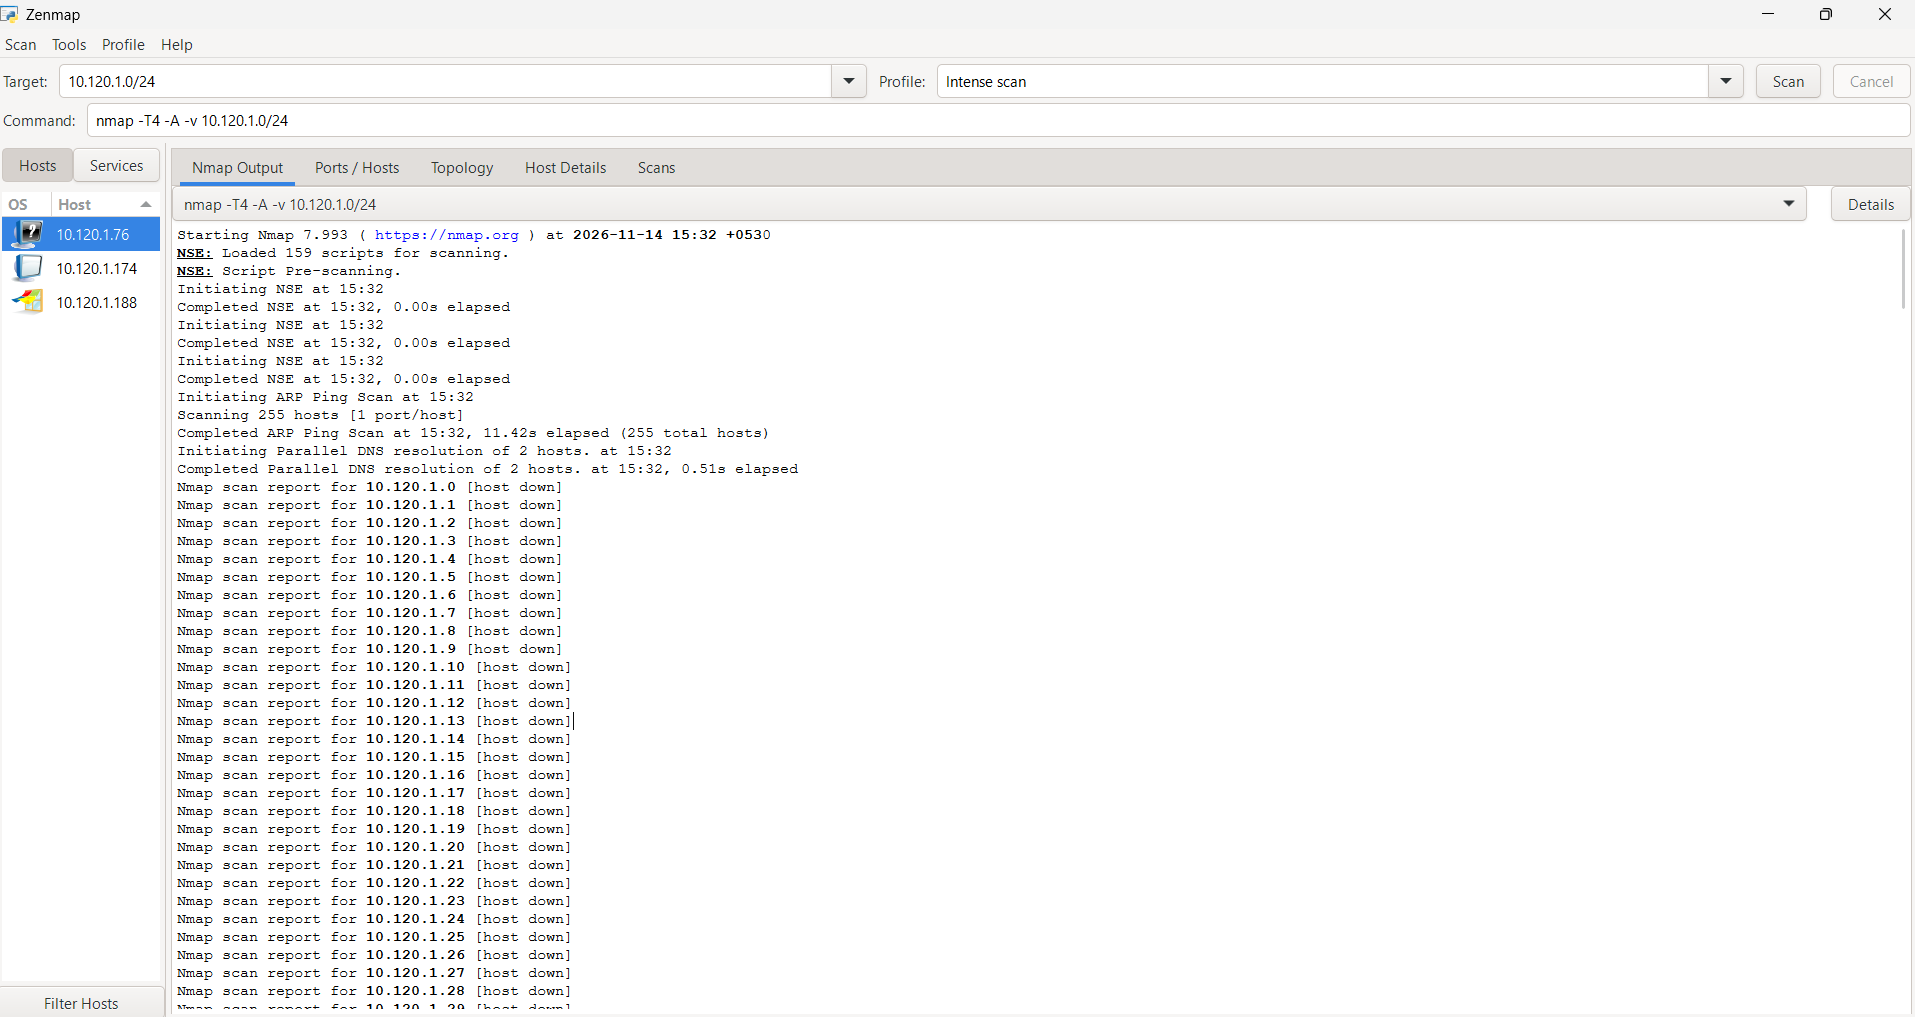 Zenmap
Scan Tools Profile Help
Target: 10.120.1.0/24 Profile: Intense scan Scan Cancel
Command: nmap -T4 -A -v 10.120.1.0/24
Hosts Services
Nmap Output Ports / Hosts Topology Host Details Scans
OS Host
nmap -T4 -A -v 10.120.1.0/24 Details
10.120.1.76
10.120.1.174
10.120.1.188
Filter Hosts
Starting Nmap 7.993 ( https://nmap.org ) at 2026-11-14 15:32 +0530
NSE: Loaded 159 scripts for scanning.
NSE: Script Pre-scanning.
Initiating NSE at 15:32
Completed NSE at 15:32, 0.00s elapsed
Initiating NSE at 15:32
Completed NSE at 15:32, 0.00s elapsed
Initiating NSE at 15:32
Completed NSE at 15:32, 0.00s elapsed
Initiating ARP Ping Scan at 15:32
Scanning 255 hosts [1 port/host]
Completed ARP Ping Scan at 15:32, 11.42s elapsed (255 total hosts)
Initiating Parallel DNS resolution of 2 hosts. at 15:32
Completed Parallel DNS resolution of 2 hosts. at 15:32, 0.51s elapsed
Nmap scan report for 10.120.1.0 [host down]
Nmap scan report for 10.120.1.1 [host down]
Nmap scan report for 10.120.1.2 [host down]
Nmap scan report for 10.120.1.3 [host down]
Nmap scan report for 10.120.1.4 [host down]
Nmap scan report for 10.120.1.5 [host down]
Nmap scan report for 10.120.1.6 [host down]
Nmap scan report for 10.120.1.7 [host down]
Nmap scan report for 10.120.1.8 [host down]
Nmap scan report for 10.120.1.9 [host down]
Nmap scan report for 10.120.1.10 [host down]
Nmap scan report for 10.120.1.11 [host down]
Nmap scan report for 10.120.1.12 [host down]
Nmap scan report for 10.120.1.13 [host down]
Nmap scan report for 10.120.1.14 [host down]
Nmap scan report for 10.120.1.15 [host down]
Nmap scan report for 10.120.1.16 [host down]
Nmap scan report for 10.120.1.17 [host down]
Nmap scan report for 10.120.1.18 [host down]
Nmap scan report for 10.120.1.19 [host down]
Nmap scan report for 10.120.1.20 [host down]
Nmap scan report for 10.120.1.21 [host down]
Nmap scan report for 10.120.1.22 [host down]
Nmap scan report for 10.120.1.23 [host down]
Nmap scan report for 10.120.1.24 [host down]
Nmap scan report for 10.120.1.25 [host down]
Nmap scan report for 10.120.1.26 [host down]
Nmap scan report for 10.120.1.27 [host down]
Nmap scan report for 10.120.1.28 [host down]
Nmap scan report for 10.120.1.29 [host down]